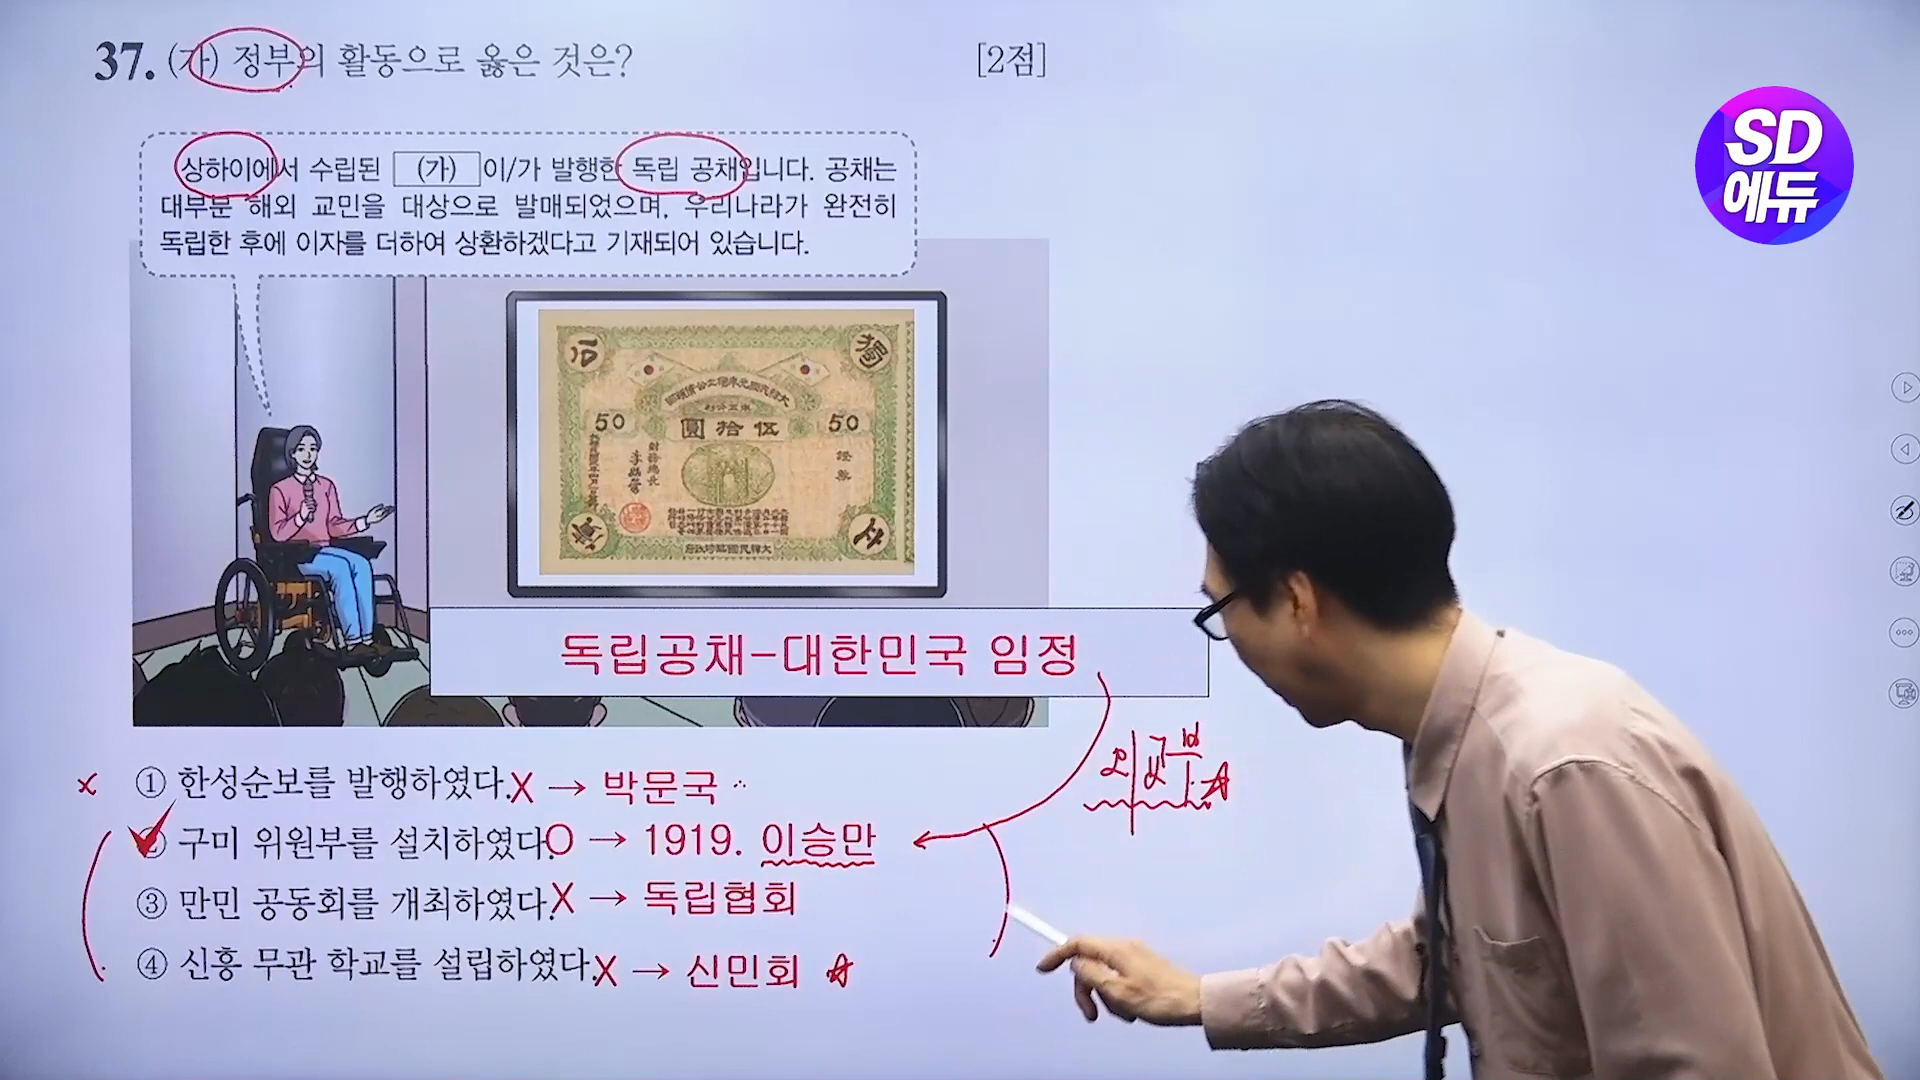 37. (가) 정부의 활동으로 옳은 것은? [2점]
SD
에듀
상하이에서 수립된 (가) 이/가 발행한 독립 공채입니다. 공채는
대부분 해외 교민을 대상으로 발매되었으며, 우리나라가 완전히
독립한 후에 이자를 더하여 상환하겠다고 기재되어 있습니다.
50 圓拾伍 50
독립공채-대한민국 임정
외교부
x ① 한성순보를 발행하였다.X → 박문국
② 구미 위원부를 설치하였다.O → 1919. 이승만
③ 만민 공동회를 개최하였다.X → 독립협회
④ 신흥 무관 학교를 설립하였다.X → 신민회